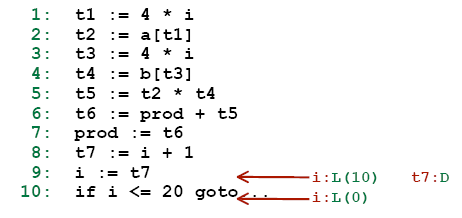 1: t1 := 4 * i
2: t2 := a[t1]
3: t3 := 4 * i
4: t4 := b[t3]
5: t5 := t2 * t4
6: t6 := prod + t5
7: prod := t6
8: t7 := i + 1
9: i := t7 i:L(10) t7:D
10: if i <= 20 goto... i:L(0)